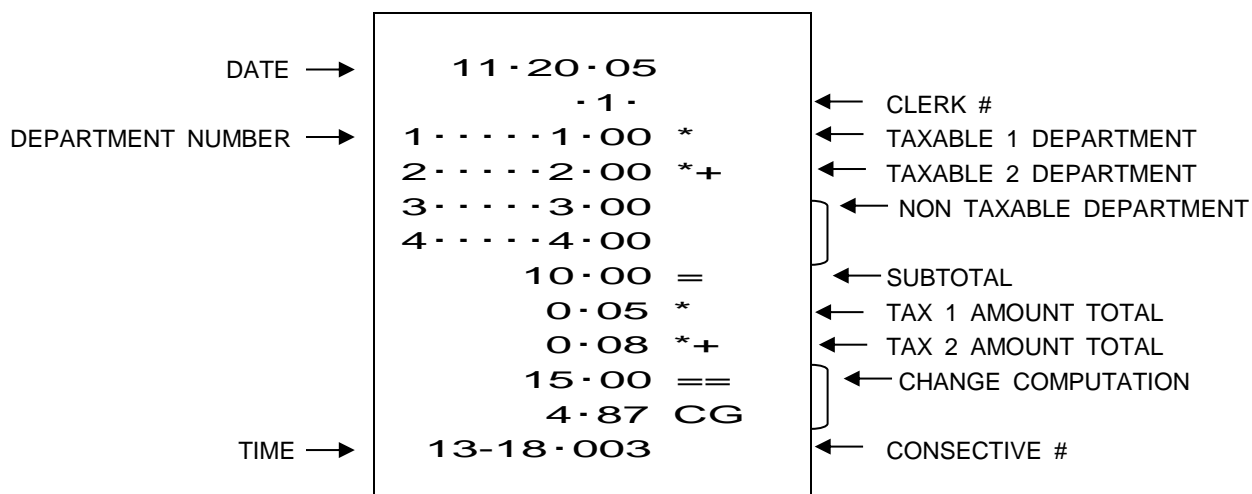 DATE 11·20·05
·1· CLERK #
DEPARTMENT NUMBER 1·····1·00 * TAXABLE 1 DEPARTMENT
2·····2·00 *+ TAXABLE 2 DEPARTMENT
3·····3·00 NON TAXABLE DEPARTMENT
4·····4·00
10·00 = SUBTOTAL
0·05 * TAX 1 AMOUNT TOTAL
0·08 *+ TAX 2 AMOUNT TOTAL
15·00 == CHANGE COMPUTATION
4·87 CG
TIME 13-18·003 CONSECTIVE #